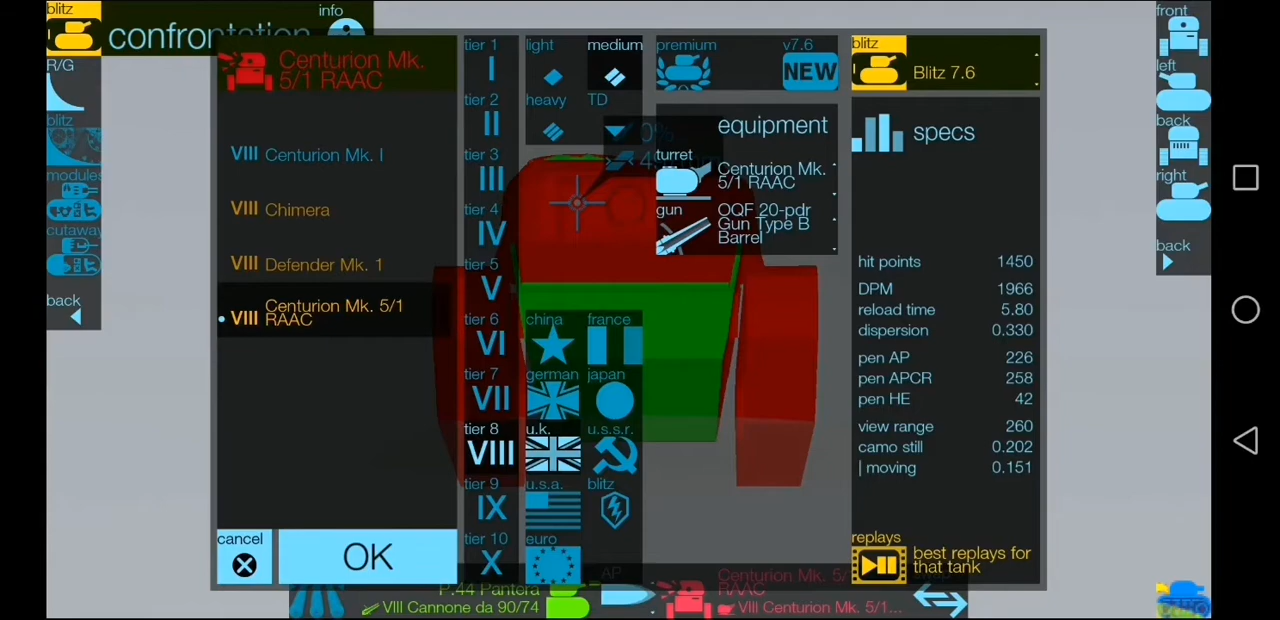 blitz
confrontation
info
R/G
blitz
modules
cutaway
back
Centurion Mk.
5/1 RAAC
VIII Centurion Mk. I
VIII Chimera
VIII Defender Mk. 1
VIII Centurion Mk. 5/1
RAAC
cancel
OK
tier 1
I
tier 2
II
tier 3
III
tier 4
IV
tier 5
V
tier 6
VI
tier 7
VII
tier 8
VIII
tier 9
IX
tier 10
X
light
medium
heavy
TD
china
france
german
japan
u.k.
u.s.s.r.
u.s.a.
blitz
euro
premium
v7.6
NEW
equipment
turret
Centurion Mk.
5/1 RAAC
gun
OQF 20-pdr
Gun Type B
Barrel
blitz
Blitz 7.6
specs
hit points 1450
DPM 1966
reload time 5.80
dispersion 0.330
pen AP 226
pen APCR 258
pen HE 42
view range 260
camo still 0.202
| moving 0.151
replays
best replays for
that tank
front
left
back
right
back
P.44 Pantera
VIII Cannone da 90/74
AP
Centurion Mk. 5/
RAAC
VIII Centurion Mk. 5/1...
swap